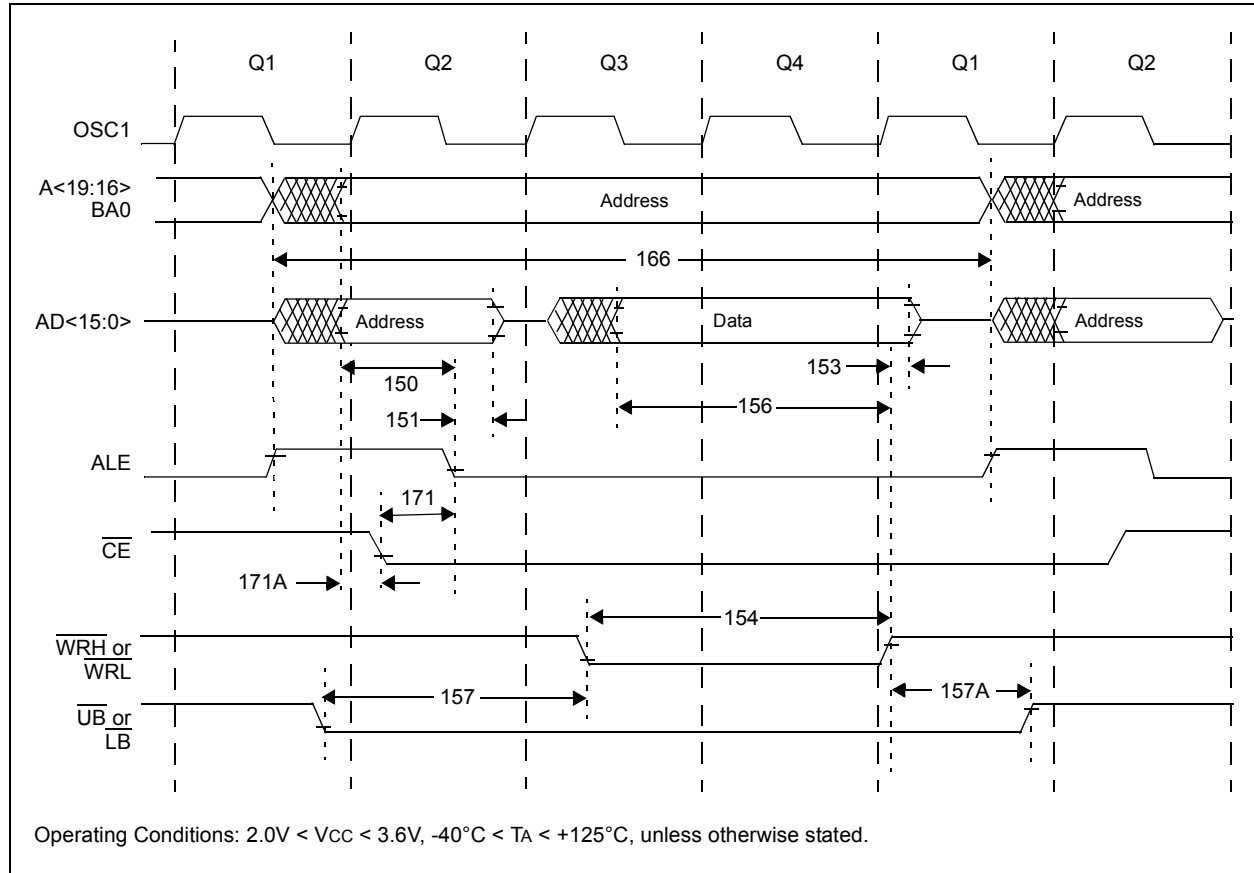 Q1 Q2 Q3 Q4 Q1 Q2
OSC1
A<19:16>
BA0
Address Address
166
AD<15:0>
Address Data Address
150
153
151
156
ALE
171
CE
171A
154
WRH or
WRL
157
157A
UB or
LB
Operating Conditions: 2.0V < VCC < 3.6V, -40°C < TA < +125°C, unless otherwise stated.